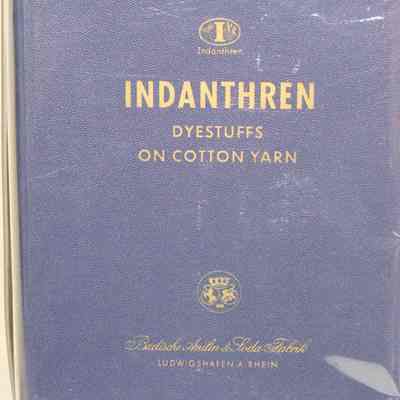 I
Indanthren
INDANTHREN
DYESTUFFS
ON COTTON YARN
Badische Anilin & Soda-Fabrik
LUDWIGSHAFEN A. RHEIN